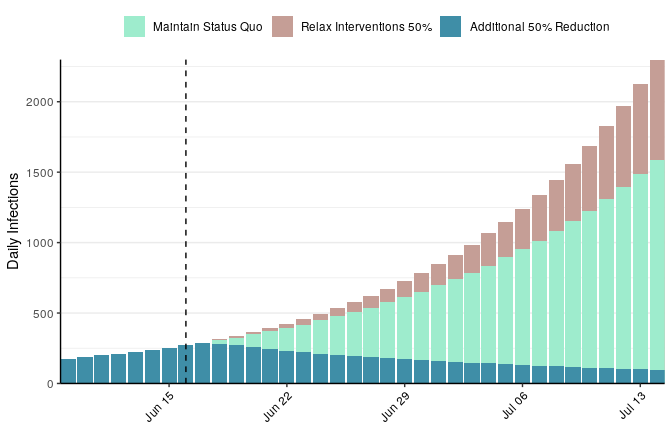 Maintain Status Quo Relax Interventions 50% Additional 50% Reduction
Daily Infections
2000
1500
1000
500
0
Jun 15 Jun 22 Jun 29 Jul 06 Jul 13